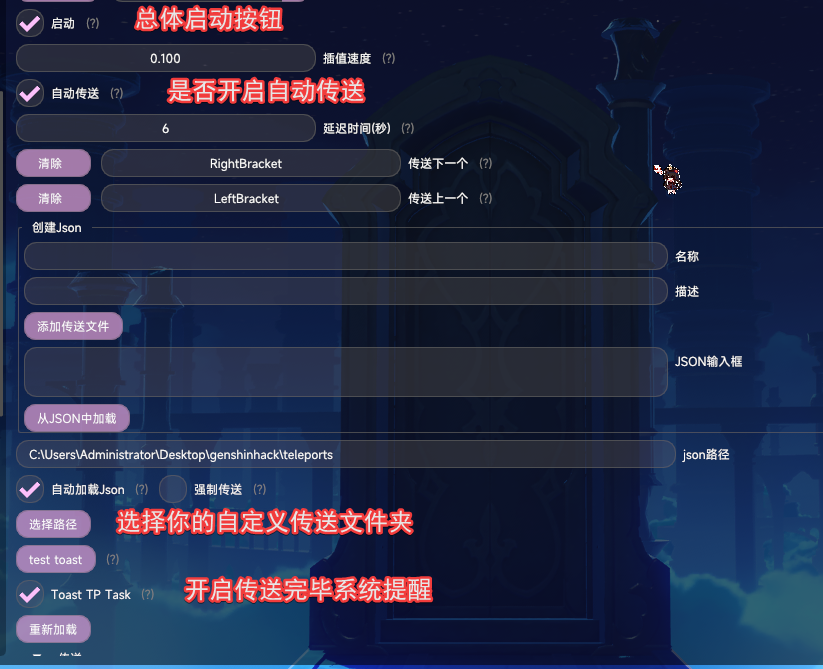 启动 (?) 总体启动按钮
0.100 插值速度 (?)
自动传送 (?) 是否开启自动传送
6 延迟时间(秒) (?)
清除 RightBracket 传送下一个 (?)
清除 LeftBracket 传送上一个 (?)
创建Json
名称
描述
添加传送文件
JSON输入框
从JSON中加载
C:\Users\Administrator\Desktop\genshinhack\teleports json路径
自动加载Json (?) 强制传送 (?)
选择路径 选择你的自定义传送文件夹
test toast (?)
Toast TP Task (?) 开启传送完毕系统提醒
重新加载